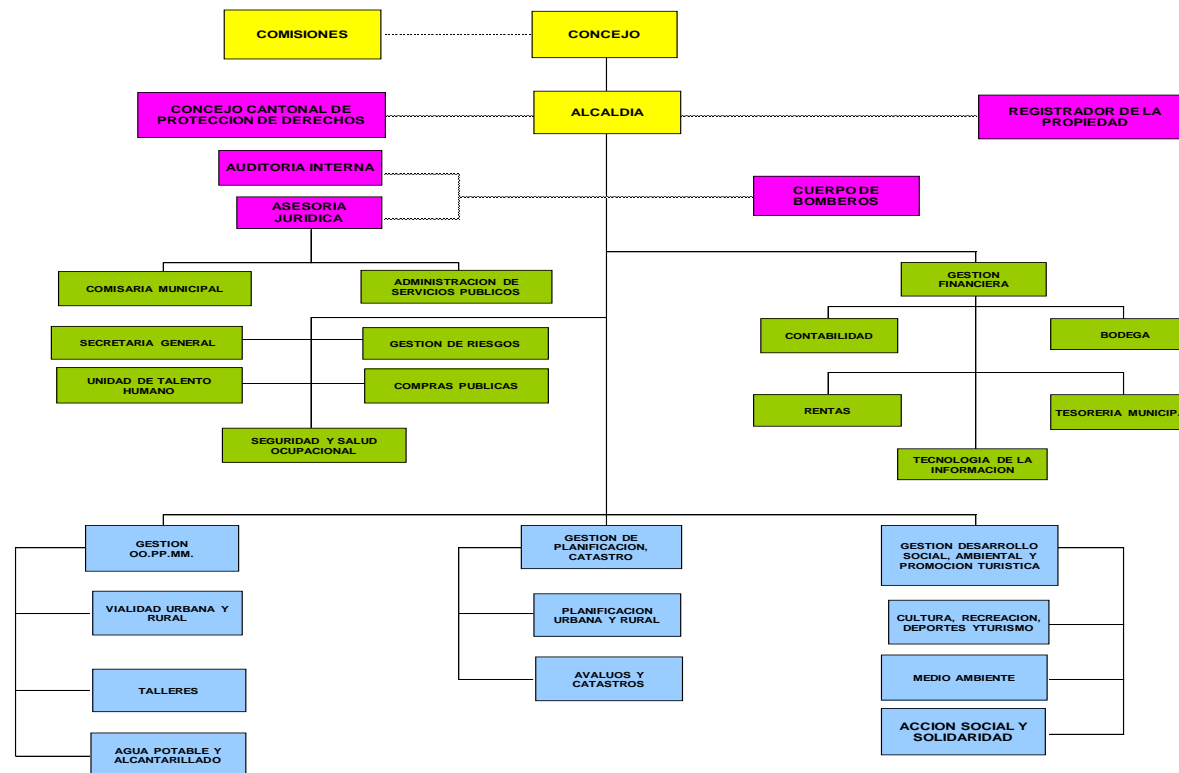 COMISIONES
CONCEJO
CONCEJO CANTONAL DE
PROTECCION DE DERECHOS
ALCALDIA
REGISTRADOR DE LA
PROPIEDAD
AUDITORIA INTERNA
ASESORIA
JURIDICA
CUERPO DE
BOMBEROS
COMISARIA MUNICIPAL
ADMINISTRACION DE
SERVICIOS PUBLICOS
GESTION
FINANCIERA
SECRETARIA GENERAL
GESTION DE RIESGOS
CONTABILIDAD
BODEGA
UNIDAD DE TALENTO
HUMANO
COMPRAS PUBLICAS
RENTAS
TESORERIA MUNICIPA
SEGURIDAD Y SALUD
OCUPACIONAL
TECNOLOGIA DE LA
INFORMACION
GESTION
OO.PP.MM.
GESTION DE
PLANIFICACION,
CATASTRO
GESTION DESARROLLO
SOCIAL, AMBIENTAL Y
PROMOCION TURISTICA
VIALIDAD URBANA Y
RURAL
PLANIFICACION
URBANA Y RURAL
CULTURA, RECREACION,
DEPORTES YTURISMO
TALLERES
AVALUOS Y
CATASTROS
MEDIO AMBIENTE
AGUA POTABLE Y
ALCANTARILLADO
ACCION SOCIAL Y
SOLIDARIDAD